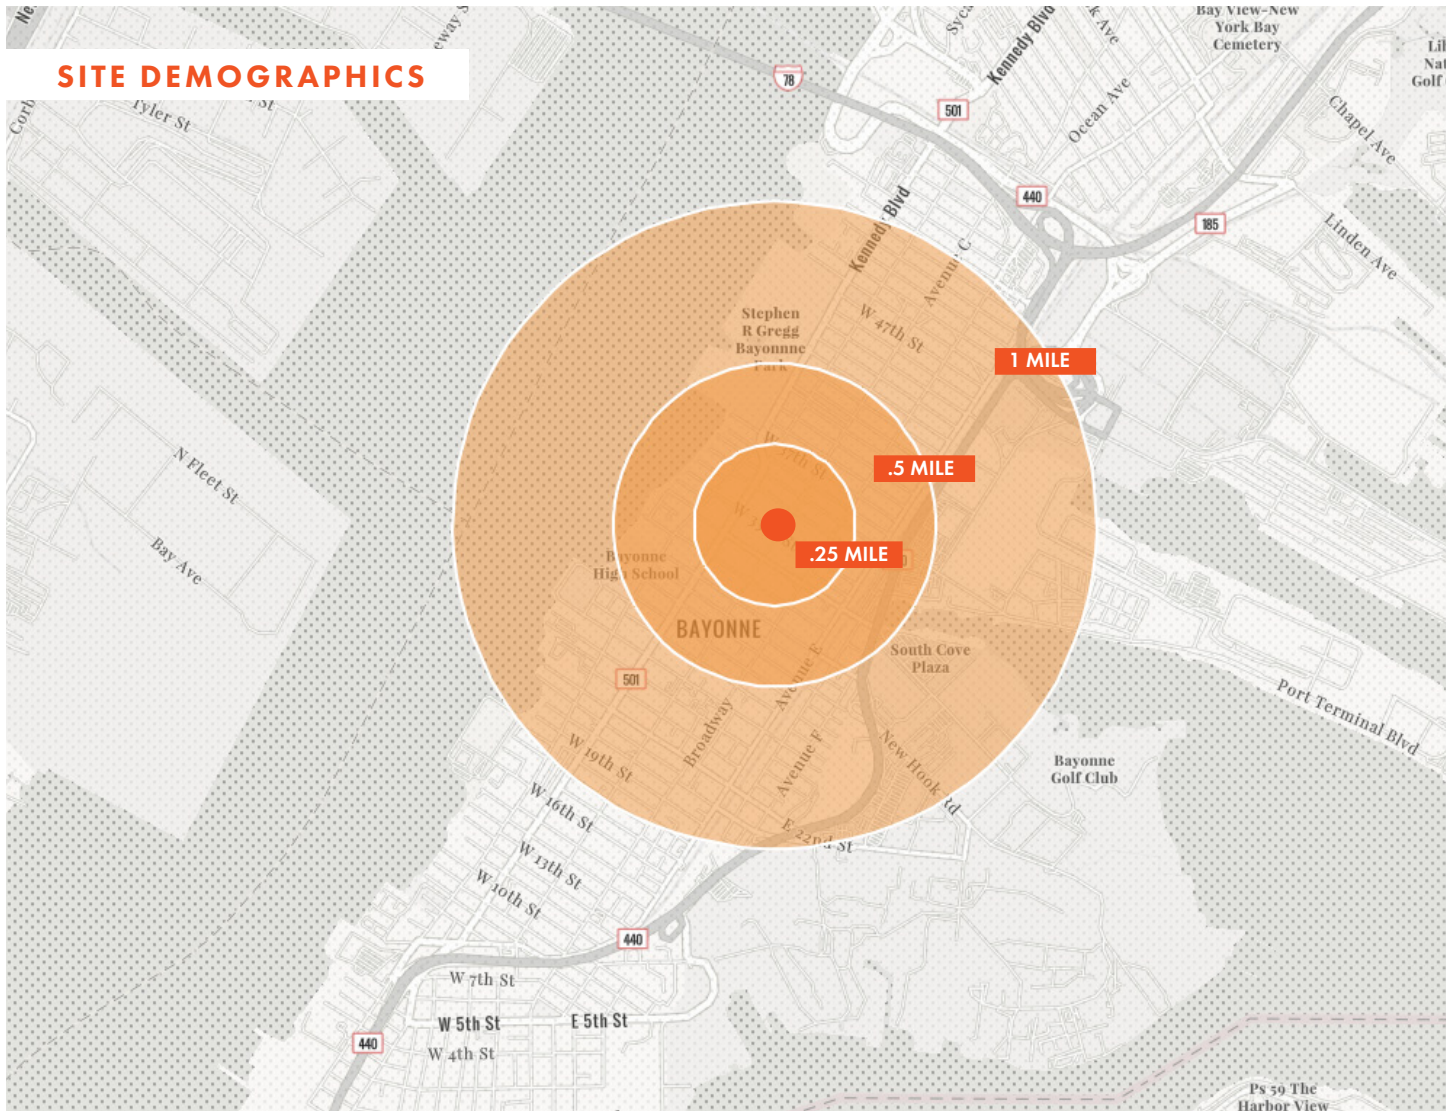 SITE DEMOGRAPHICS
Tyler St
St
78
501
Kennedy Blvd
Ocean Ave
Bay View-New
York Bay
Cemetery
Chapel Ave
440
185
Linden Ave
Kennedy Blvd
Avenue C
W 47th St
Stephen
R Gregg
Bayonnne
Park
1 MILE
.5 MILE
.25 MILE
N Fleet St
Bay Ave
Bayonne
High School
BAYONNE
South Cove
Plaza
501
Avenue E
Broadway
Avenue F
New Hook Rd
Port Terminal Blvd
Bayonne
Golf Club
W 19th St
W 16th St
E 22nd St
W 13th St
W 10th St
440
W 7th St
W 5th St
E 5th St
W 4th St
440
Ps 59 The
Harbor View